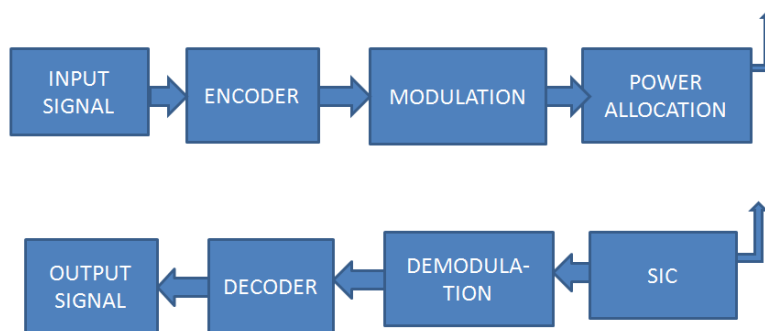 INPUT
SIGNAL
ENCODER
MODULATION
POWER
ALLOCATION
OUTPUT
SIGNAL
DECODER
DEMODULA-
TION
SIC